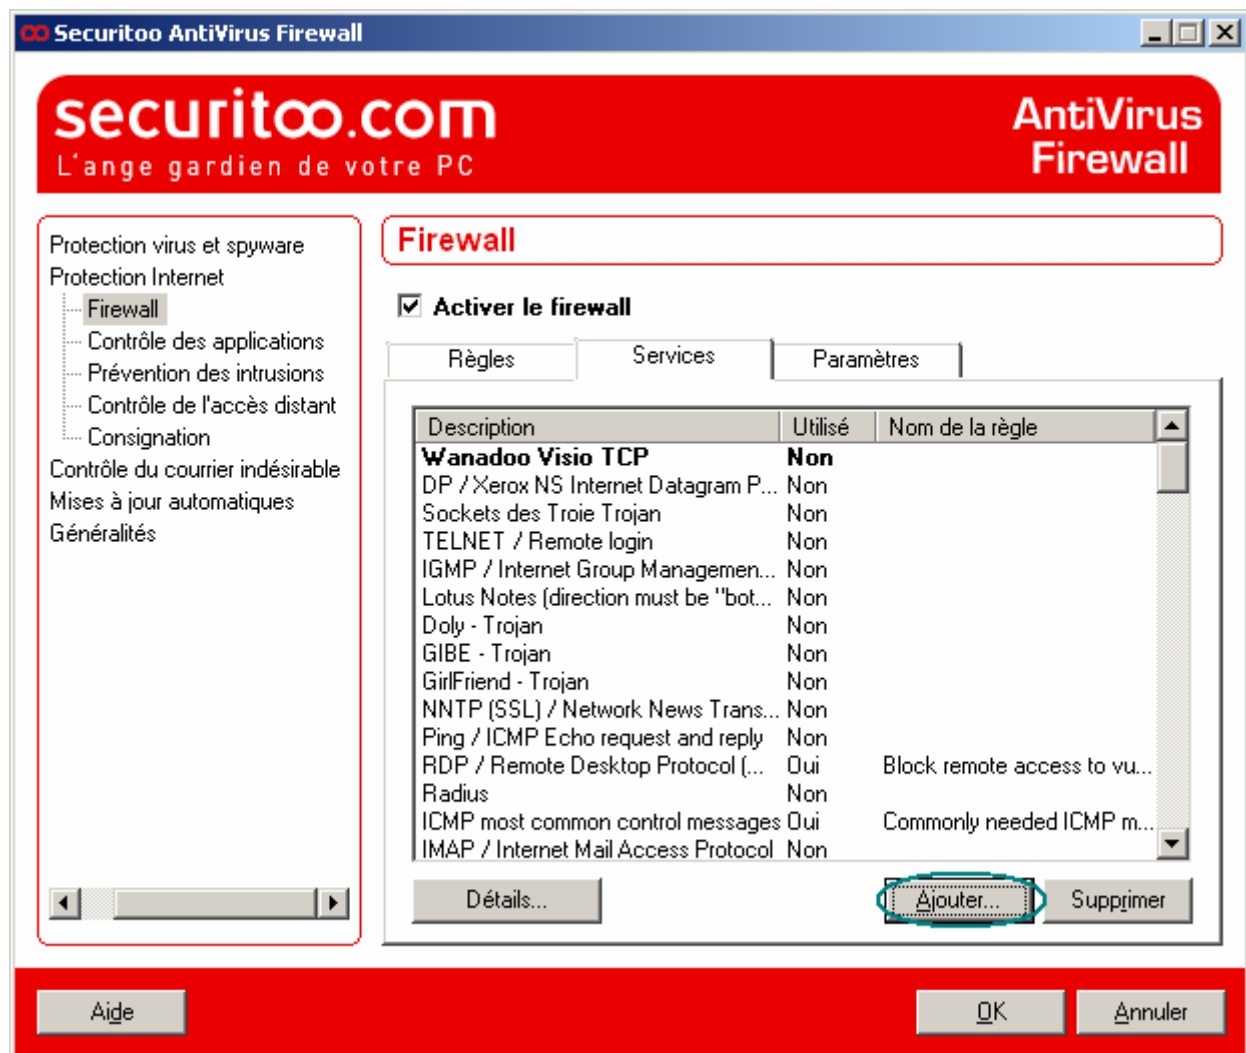 Securitoo AntiVirus Firewall
securitoo.com
L'ange gardien de votre PC
AntiVirus
Firewall
Protection virus et spyware
Protection Internet
Firewall
Contrôle des applications
Prévention des intrusions
Contrôle de l'accès distant
Consignation
Contrôle du courrier indésirable
Mises à jour automatiques
Généralités
Firewall
Activer le firewall
Règles Services Paramètres
Description Utilisé Nom de la règle
Wanadoo Visio TCP Non
DP / Xerox NS Internet Datagram P... Non
Sockets des Troie Trojan Non
TELNET / Remote login Non
IGMP / Internet Group Managemen... Non
Lotus Notes (direction must be "bot... Non
Doly - Trojan Non
GIBE - Trojan Non
GirlFriend - Trojan Non
NNTP (SSL) / Network News Trans... Non
Ping / ICMP Echo request and reply Non
RDP / Remote Desktop Protocol (... Oui Block remote access to vu...
Radius Non
ICMP most common control messages Oui Commonly needed ICMP m...
IMAP / Internet Mail Access Protocol Non
Détails... Ajouter... Supprimer
Aide OK Annuler